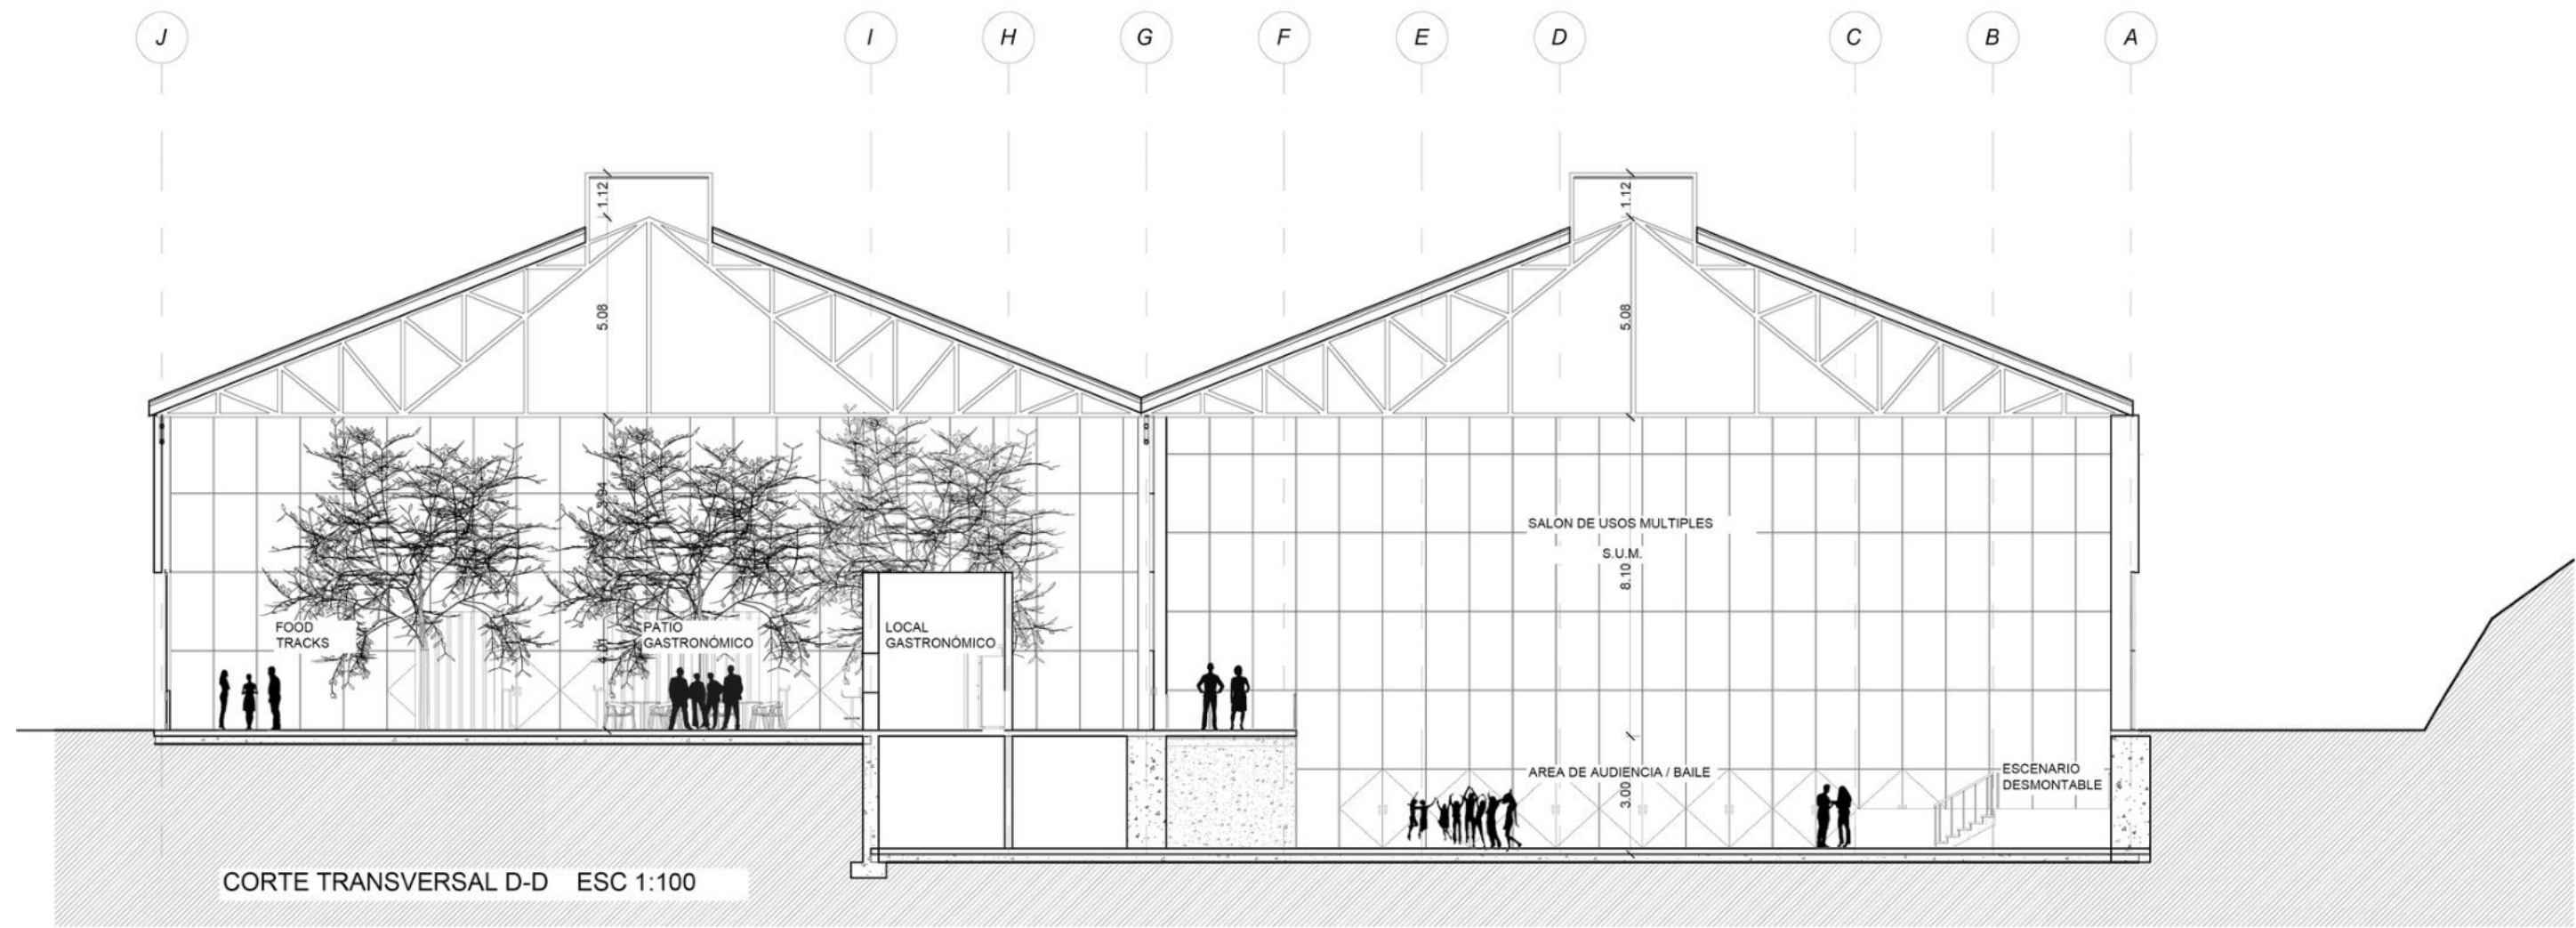 J I H G F E D C B A
1.12
1.12
5.08
5.08
SALON DE USOS MULTIPLES
S.U.M.
8.10
FOOD
TRACKS
PATIO
GASTRONÓMICO
LOCAL
GASTRONÓMICO
AREA DE AUDIENCIA / BAILE
3.00
ESCENARIO
DESMONTABLE
CORTE TRANSVERSAL D-D ESC 1:100